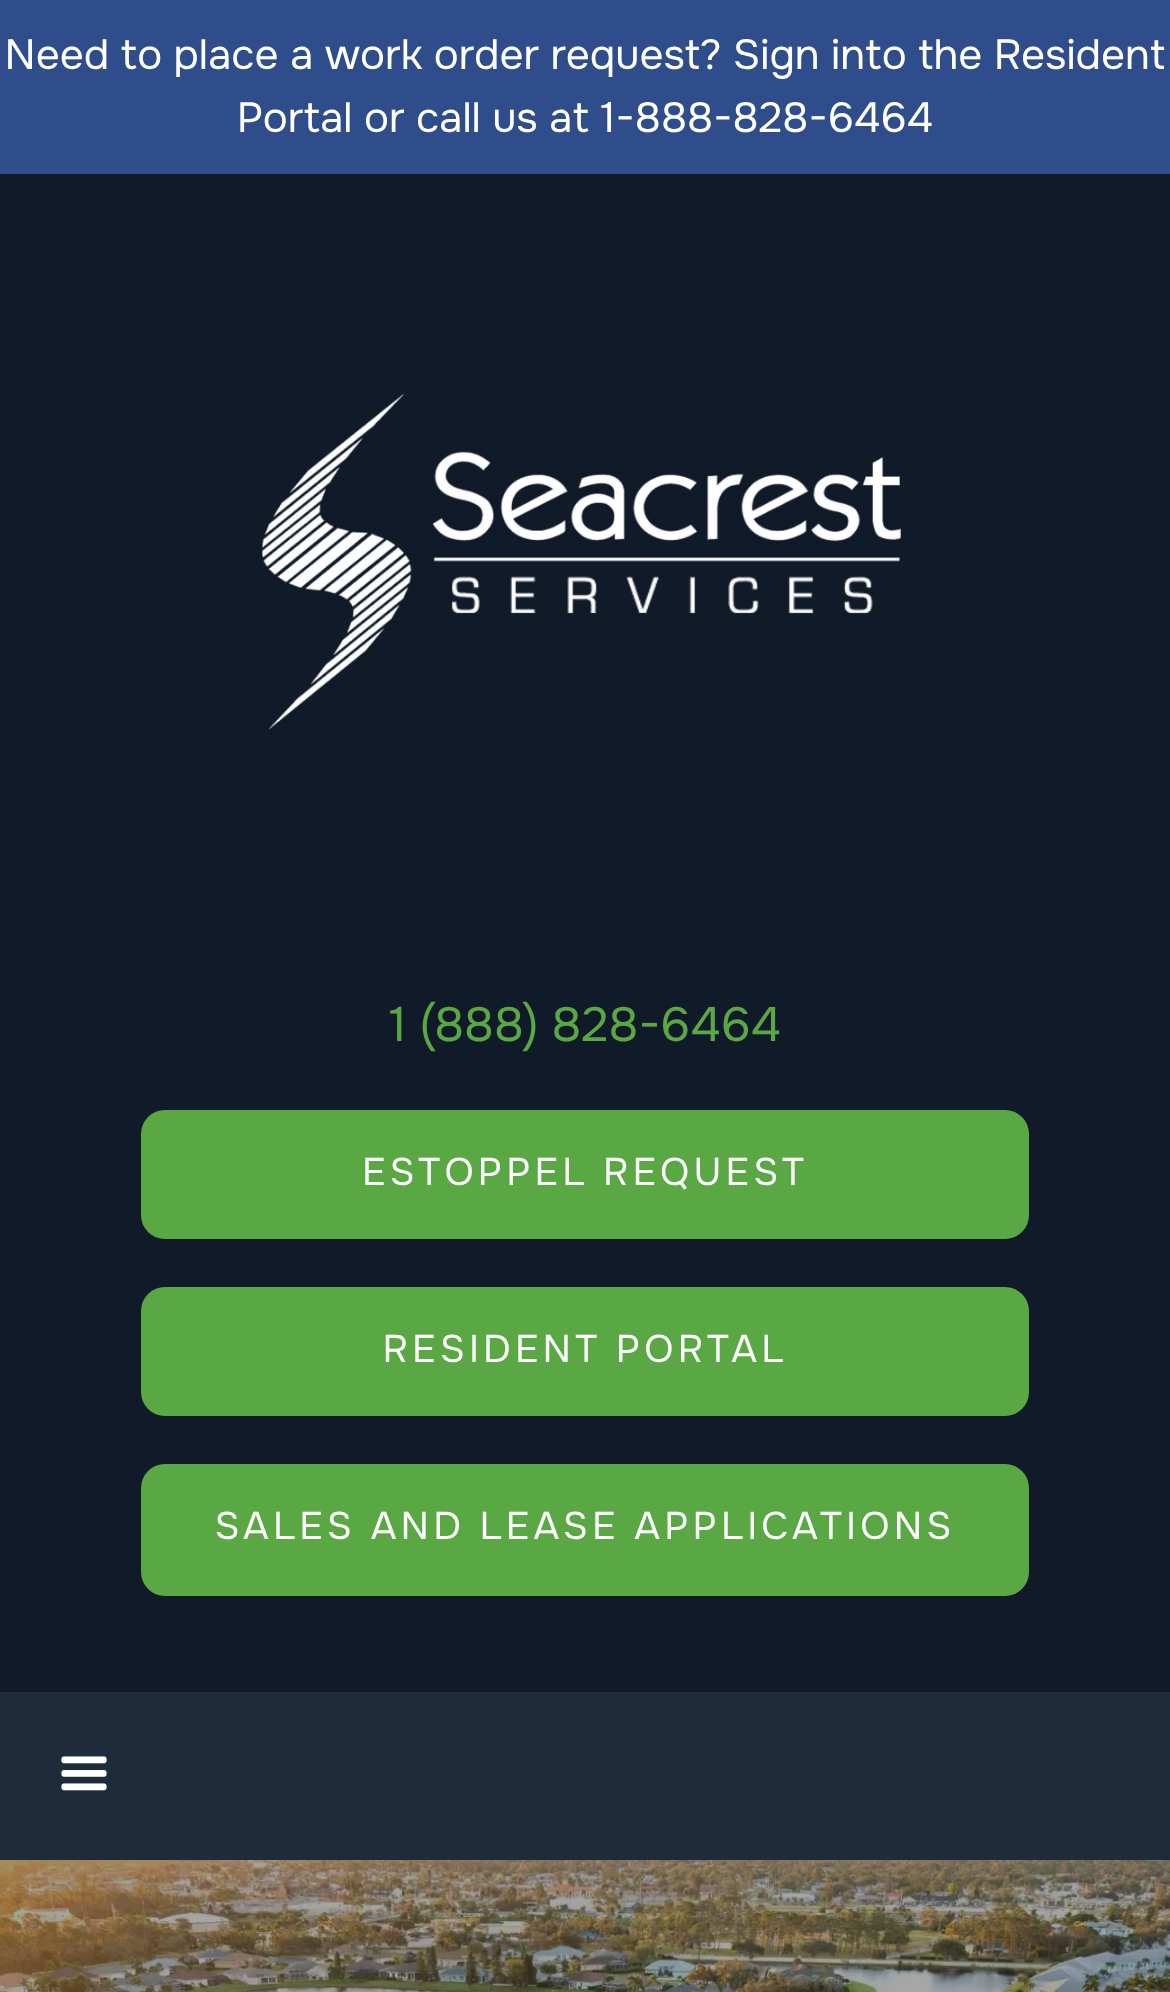 Need to place a work order request? Sign into the Resident
Portal or call us at 1-888-828-6464
Seacrest
SERVICES
1 (888) 828-6464
ESTOPPEL REQUEST
RESIDENT PORTAL
SALES AND LEASE APPLICATIONS